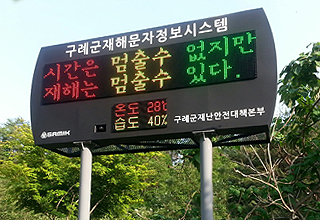 구례군재해문자정보시스템
시간은 멈출수 없지만
재해는 멈출수 있다.
온도 28℃
습도 40%
구례군재난안전대책본부
SAMIK